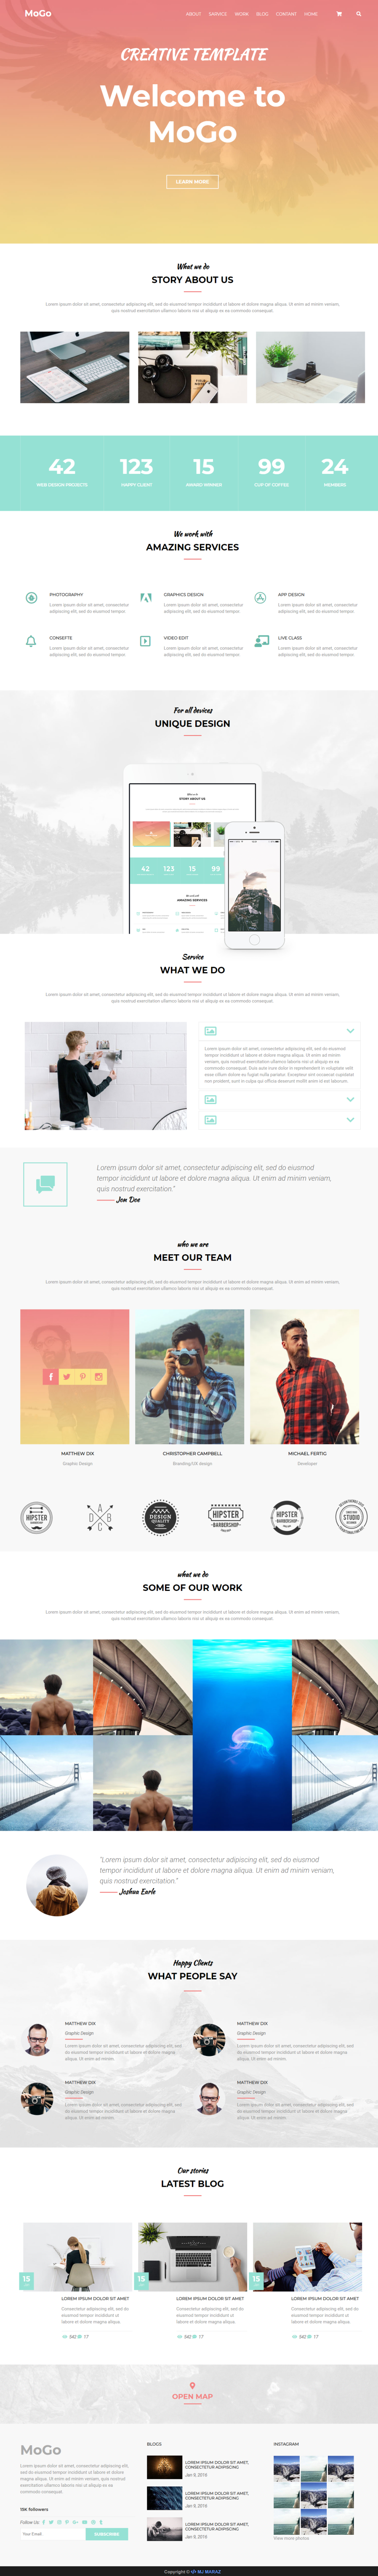 MoGo
ABOUT SARVICE WORK BLOG CONTANT HOME
CREATIVE TEMPLATE
Welcome to
MoGo
LEARN MORE
What we do
STORY ABOUT US
Lorem ipsum dolor sit amet, consectetur adipiscing elit, sed do eiusmod tempor incididunt ut labore et dolore magna aliqua. Ut enim ad minim veniam,
quis nostrud exercitation ullamco laboris nisi ut aliquip ex ea commodo consequat.
42 123 15 99 24
WEB DESIGN PROJECTS HAPPY CLIENT AWARD WINNER CUP OF COFFEE MEMBERS
We work with
AMAZING SERVICES
PHOTOGRAPHY
Lorem ipsum dolor sit amet, consectetur
adipiscing elit, sed do eiusmod tempor.
GRAPHICS DESIGN
Lorem ipsum dolor sit amet, consectetur
adipiscing elit, sed do eiusmod tempor.
APP DESIGN
Lorem ipsum dolor sit amet, consectetur
adipiscing elit, sed do eiusmod tempor.
CONSEFTE
Lorem ipsum dolor sit amet, consectetur
adipiscing elit, sed do eiusmod tempor.
VIDEO EDIT
Lorem ipsum dolor sit amet, consectetur
adipiscing elit, sed do eiusmod tempor.
LIVE CLASS
Lorem ipsum dolor sit amet, consectetur
adipiscing elit, sed do eiusmod tempor.
For all devices
UNIQUE DESIGN
STORY ABOUT US
42 123 15 99
AMAZING SERVICES
Service
WHAT WE DO
Lorem ipsum dolor sit amet, consectetur adipiscing elit, sed do eiusmod tempor incididunt ut labore et dolore magna aliqua. Ut enim ad minim veniam,
quis nostrud exercitation ullamco laboris nisi ut aliquip ex ea commodo consequat.
Lorem ipsum dolor sit amet, consectetur adipiscing elit, sed do eiusmod
tempor incididunt ut labore et dolore magna aliqua. Ut enim ad minim
veniam, quis nostrud exercitation ullamco laboris nisi ut aliquip ex ea
commodo consequat. Duis aute irure dolor in reprehenderit in voluptate velit
esse cillum dolore eu fugiat nulla pariatur. Excepteur sint occaecat cupidatat
non proident, sunt in culpa qui officia deserunt mollit anim id est laborum
Lorem ipsum dolor sit amet, consectetur adipiscing elit, sed do eiusmod
tempor incididunt ut labore et dolore magna aliqua. Ut enim ad minim veniam,
quis nostrud exercitation."
Jon Doe
who we are
MEET OUR TEAM
Lorem ipsum dolor sit amet, consectetur adipiscing elit, sed do eiusmod tempor incididunt ut labore et dolore magna aliqua. Ut enim ad minim veniam,
quis nostrud exercitation ullamco laboris nisi ut aliquip ex ea commodo consequat.
MATTHEW DIX
Graphic Design
CHRISTOPHER CAMPBELL
Branding/UX design
MICHAEL FERTIG
Developer
HIPSTER
A
D B
C
DESIGN
QUALITY
HIPSTER
BARBERSHOP
HIPSTER
BARBERSHOP
STUDIO
what we do
SOME OF OUR WORK
Lorem ipsum dolor sit amet, consectetur adipiscing elit, sed do eiusmod tempor incididunt ut labore et dolore magna aliqua. Ut enim ad minim veniam,
quis nostrud exercitation ullamco laboris nisi ut aliquip ex ea commodo consequat.
"Lorem ipsum dolor sit amet, consectetur adipiscing elit, sed do eiusmod
tempor incididunt ut labore et dolore magna aliqua. Ut enim ad minim veniam,
quis nostrud exercitation."
Joshua Earle
Happy Clients
WHAT PEOPLE SAY
MATTHEW DIX
Graphic Design
Lorem ipsum dolor sit amet, consectetur adipiscing elit, sed
do eiusmod tempor incididunt ut labore et dolore magna
aliqua. Ut enim ad minim.
MATTHEW DIX
Graphic Design
Lorem ipsum dolor sit amet, consectetur adipiscing elit, sed
do eiusmod tempor incididunt ut labore et dolore magna
aliqua. Ut enim ad minim.
MATTHEW DIX
Graphic Design
Lorem ipsum dolor sit amet, consectetur adipiscing elit, sed
do eiusmod tempor incididunt ut labore et dolore magna
aliqua. Ut enim ad minim.
MATTHEW DIX
Graphic Design
Lorem ipsum dolor sit amet, consectetur adipiscing elit, sed
do eiusmod tempor incididunt ut labore et dolore magna
aliqua. Ut enim ad minim.
Our stories
LATEST BLOG
15
LOREM IPSUM DOLOR SIT AMET
Consectetur adipiscing elit, sed do
eiusmod tempor incididunt ut
labore et dolore magna aliqua.
542 17
15
LOREM IPSUM DOLOR SIT AMET
Consectetur adipiscing elit, sed do
eiusmod tempor incididunt ut
labore et dolore magna aliqua.
542 17
15
LOREM IPSUM DOLOR SIT AMET
Consectetur adipiscing elit, sed do
eiusmod tempor incididunt ut
labore et dolore magna aliqua.
542 17
OPEN MAP
MoGo
Lorem ipsum dolor sit amet, consectetur
adipiscing elit, sed do eiusmod tempor
incididunt ut labore et dolore magna
aliqua. Ut enim ad minim veniam, quis nostrud
exercitation ullamco laboris nisi ut aliquip ex ea
commodo consequat.
15K followers
Follow Us:
Your Email
SUBSCRIBE
BLOGS
LOREM IPSUM DOLOR SIT AMET,
CONSECTETUR ADIPISCING
Jan 9, 2016
LOREM IPSUM DOLOR SIT AMET,
CONSECTETUR ADIPISCING
Jan 9, 2016
LOREM IPSUM DOLOR SIT AMET,
CONSECTETUR ADIPISCING
Jan 9, 2016
INSTAGRAM
View more photos
Copyright © MJ MARAZ